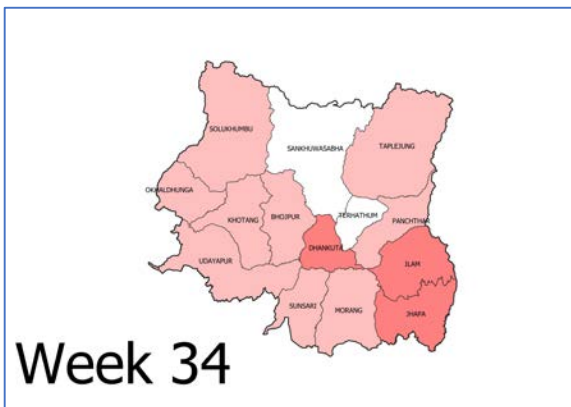 SOLUKHUMBU
SANKHUWASABHA
TAPLEJUNG
OKHALDHUNGA
KHOTANG
BHOJPUR
TERHATHUM
PANCHTHAR
DHANKUTA
UDAYAPUR
ILAM
SUNSARI
MORANG
JHAPA
Week 34